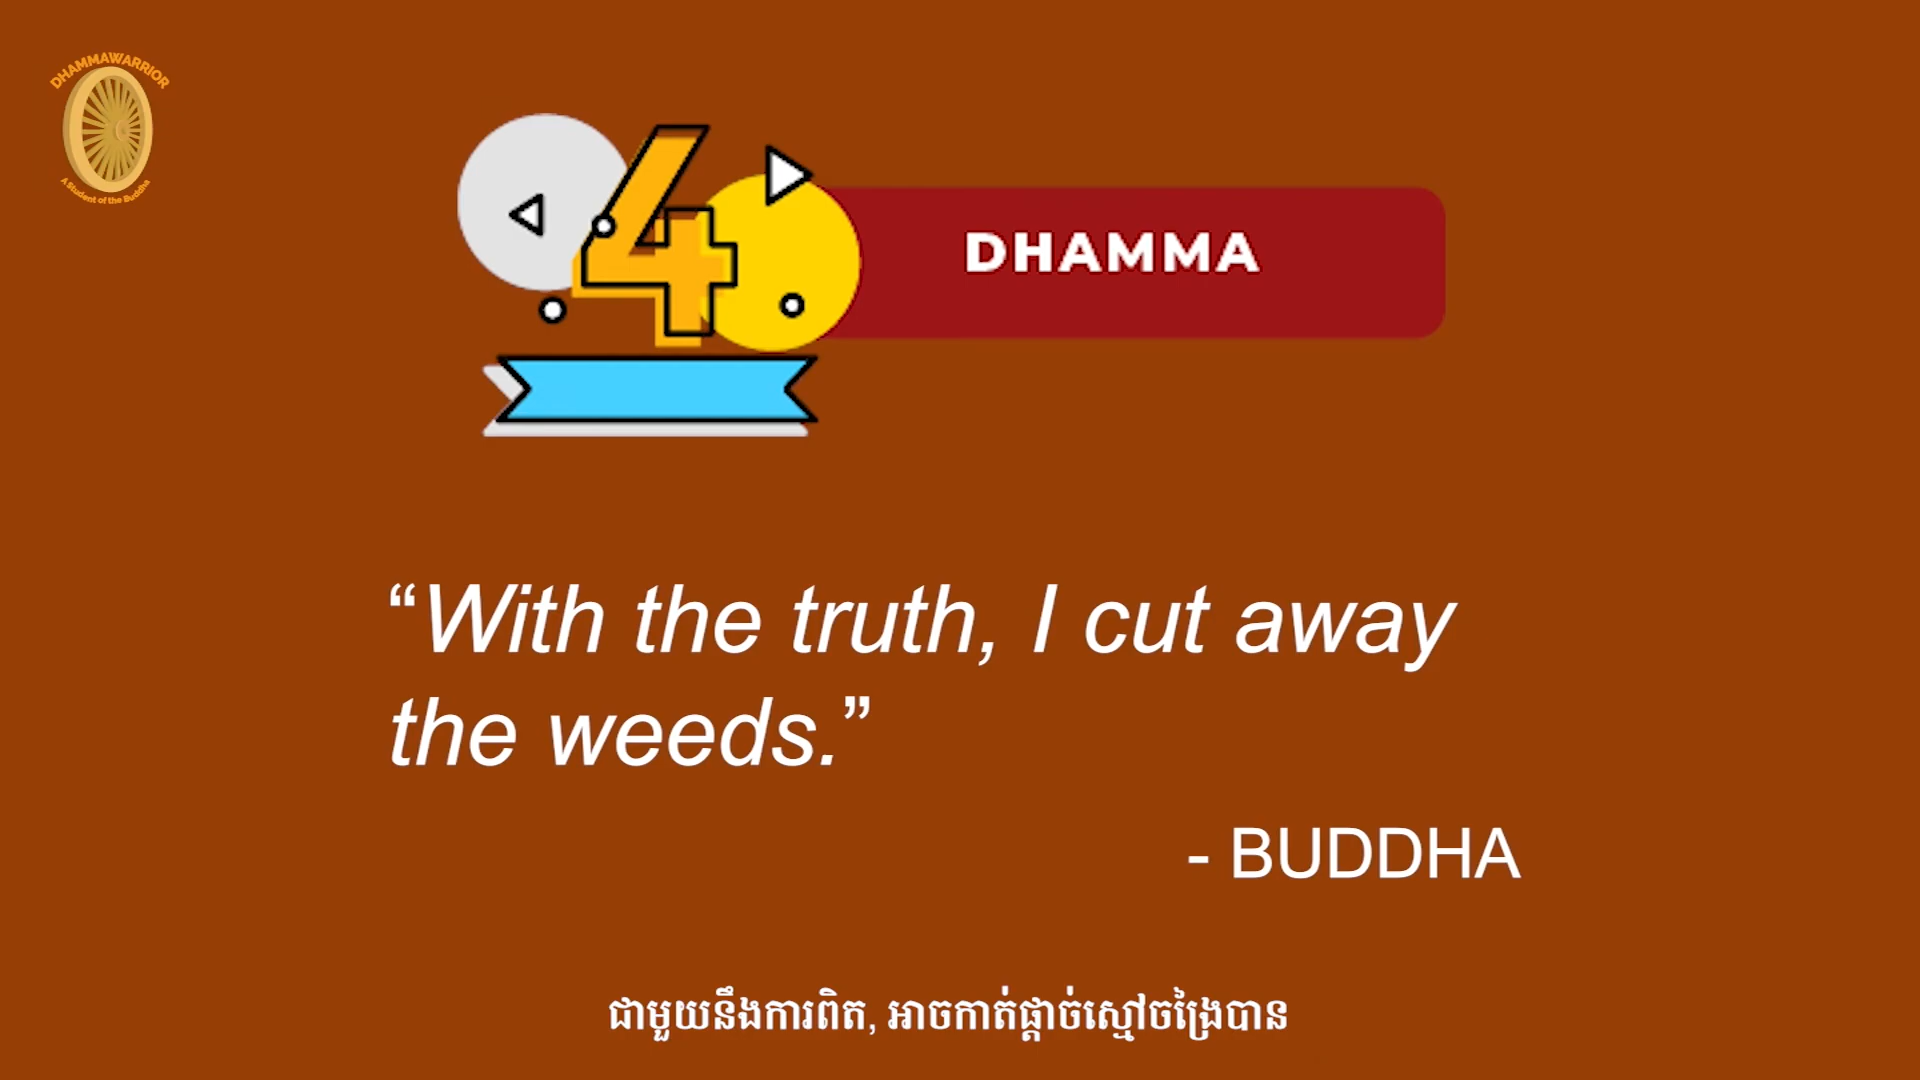 DHAMMAWARRIOR
A Student of the Buddha
4
DHAMMA
“With the truth, I cut away
the weeds.”
- BUDDHA
ជាមួយនឹងការពិត, អាចកាត់ផ្តាច់ស្មៅចង្រៃបាន